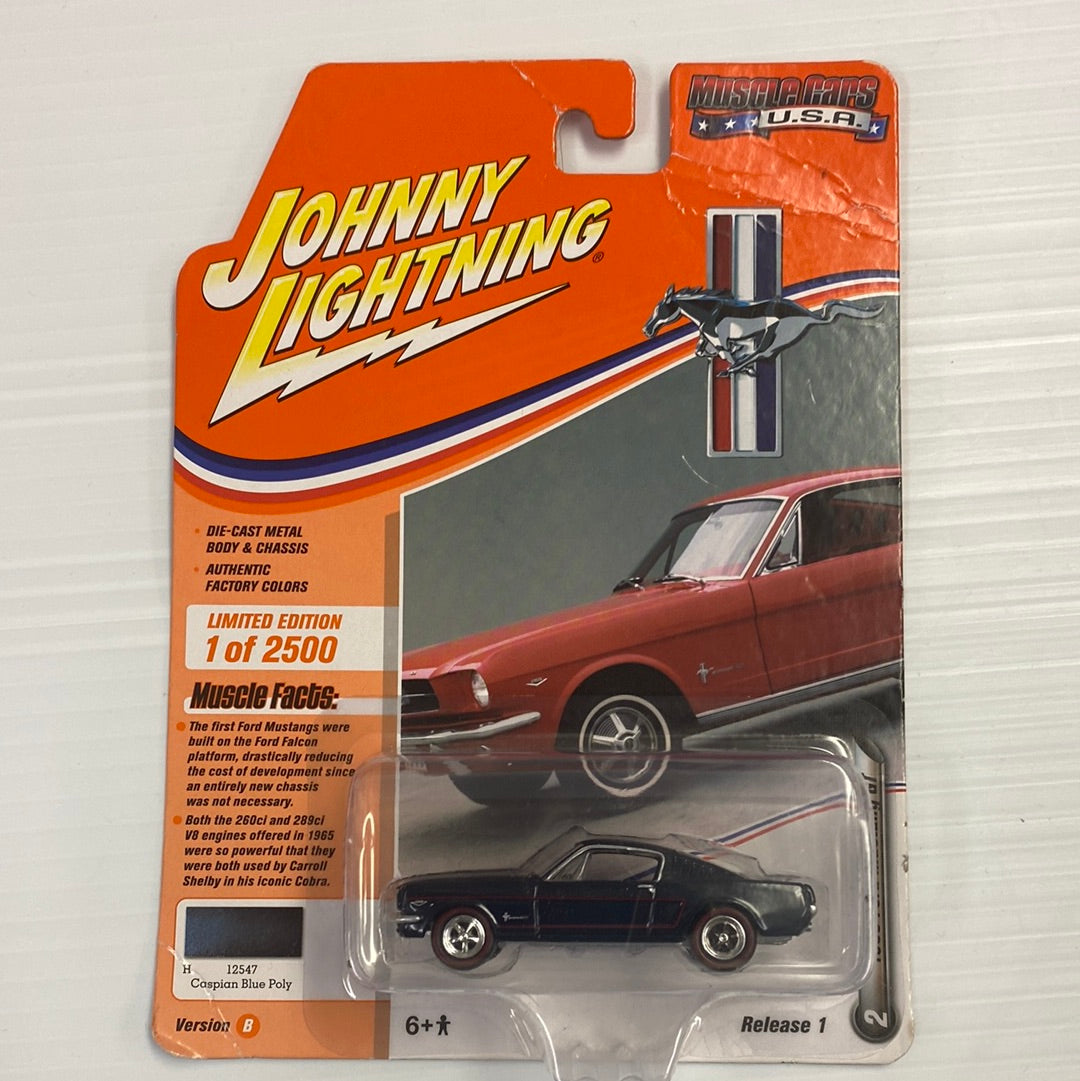 Muscle Cars
U.S.A.
JOHNNY
LIGHTNING®
• DIE-CAST METAL
BODY & CHASSIS
• AUTHENTIC
FACTORY COLORS
LIMITED EDITION
1 of 2500
Muscle Facts:
• The first Ford Mustangs were
built on the Ford Falcon
platform, drastically reducing
the cost of development since
an entirely new chassis
was not necessary.
• Both the 260ci and 289ci
V8 engines offered in 1965
were so powerful that they
were both used by Carroll
Shelby in his iconic Cobra.
H 12547
Caspian Blue Poly
Version B
6+
Release 1
2